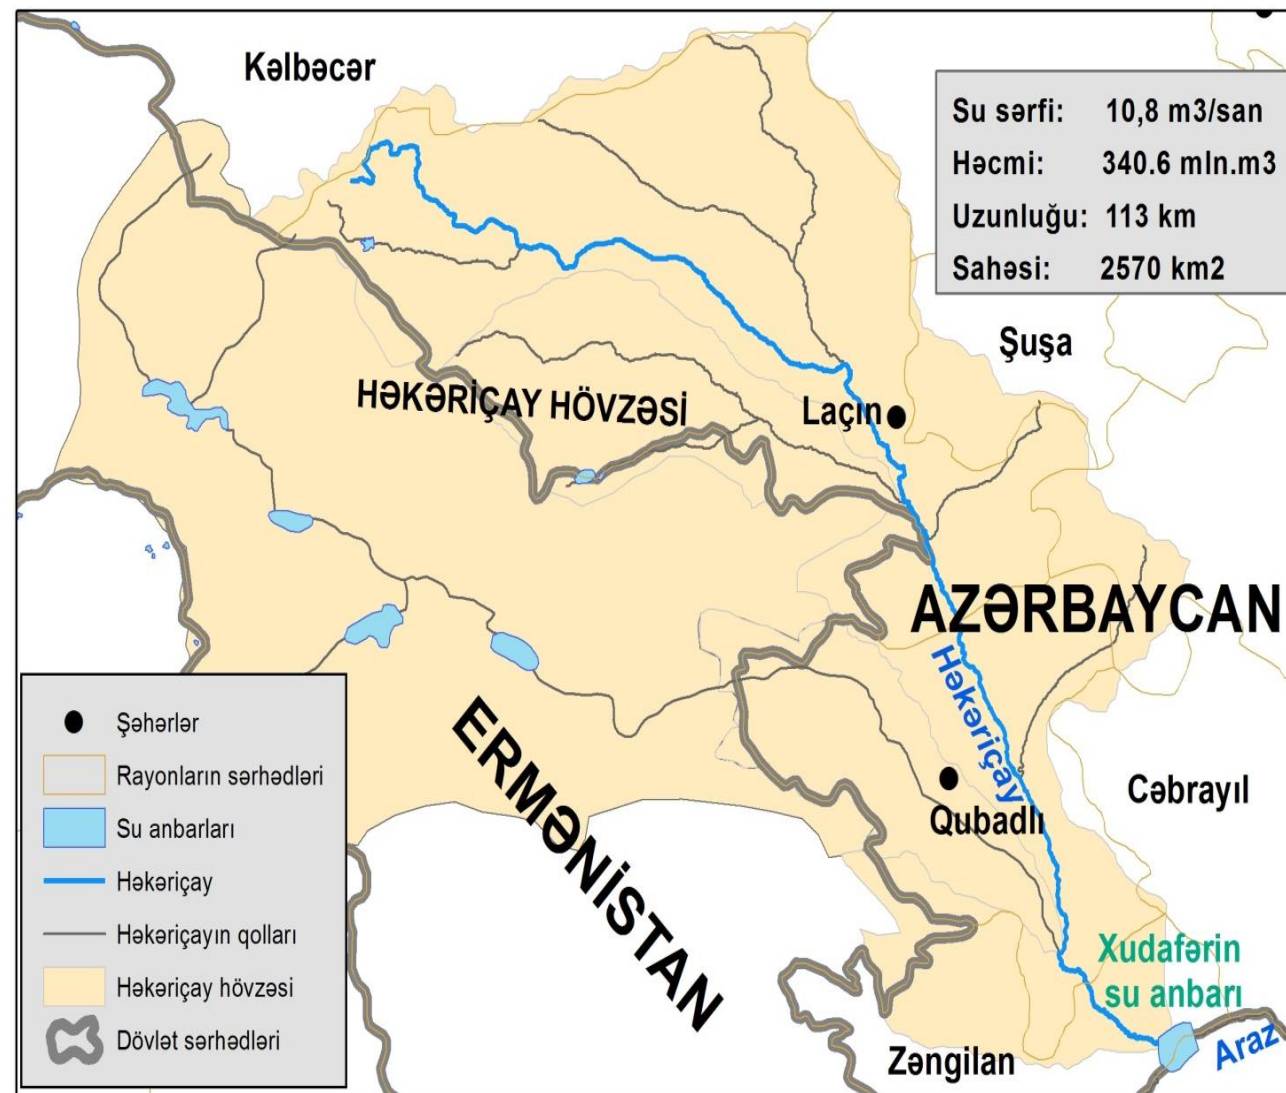 Kəlbəcər
Su sərfi: 10,8 m3/san
Həcmi: 340.6 mln.m3
Uzunluğu: 113 km
Sahəsi: 2570 km2
Şuşa
HƏKƏRİÇAY HÖVZƏSİ
Laçın
AZƏRBAYCAN
Həkəriçay
ERMƏNİSTAN
Qubadlı
Cəbrayıl
Xudafərin
su anbarı
Araz
Zəngilan
Şəhərlər
Rayonların sərhədləri
Su anbarları
Həkəriçay
Həkəriçayın qolları
Həkəriçay hövzəsi
Dövlət sərhədləri